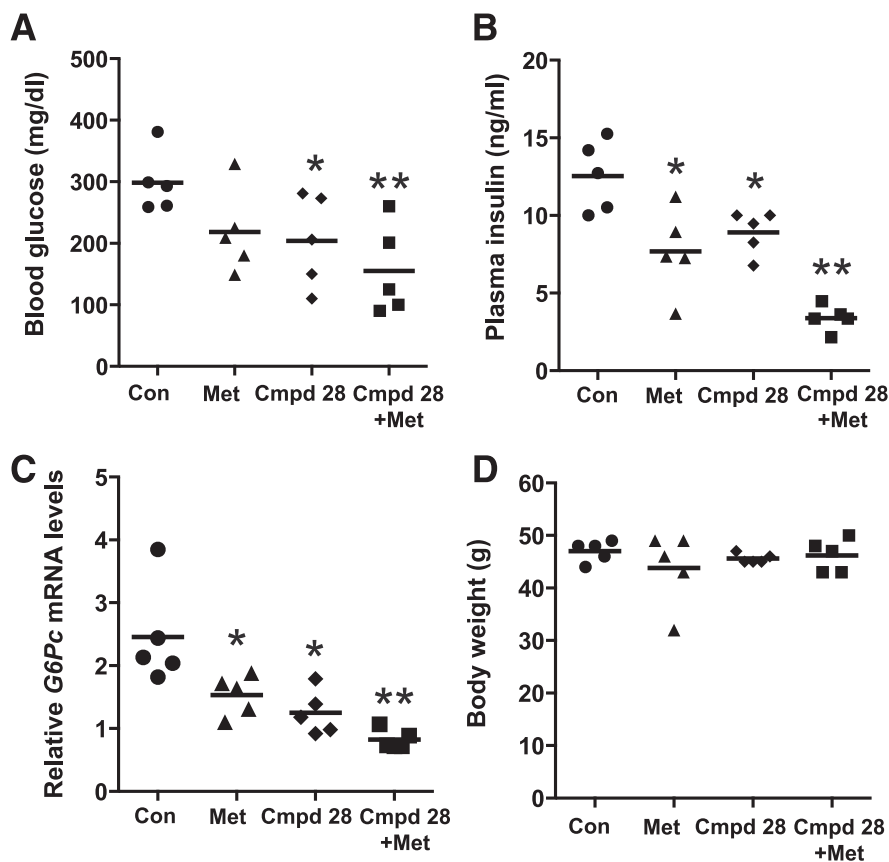 A
Blood glucose (mg/dl)
500
400
300
200
100
0
*
**
Con Met Cmpd 28 Cmpd 28
+Met
B
Plasma insulin (ng/ml)
20
15
10
5
0
*
*
**
Con Met Cmpd 28 Cmpd 28
+Met
C
Relative G6Pc mRNA levels
5
4
3
2
1
0
*
*
**
Con Met Cmpd 28 Cmpd 28
+Met
D
Body weight (g)
60
50
40
30
20
10
0
Con Met Cmpd 28 Cmpd 28
+Met